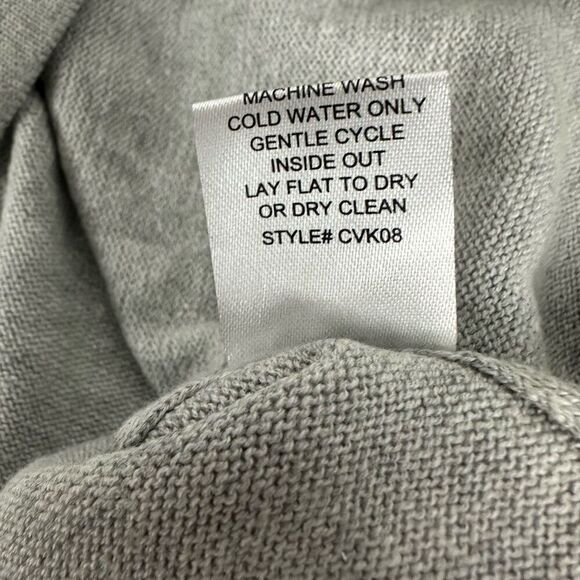 MACHINE WASH
COLD WATER ONLY
GENTLE CYCLE
INSIDE OUT
LAY FLAT TO DRY
OR DRY CLEAN
STYLE# CVK08